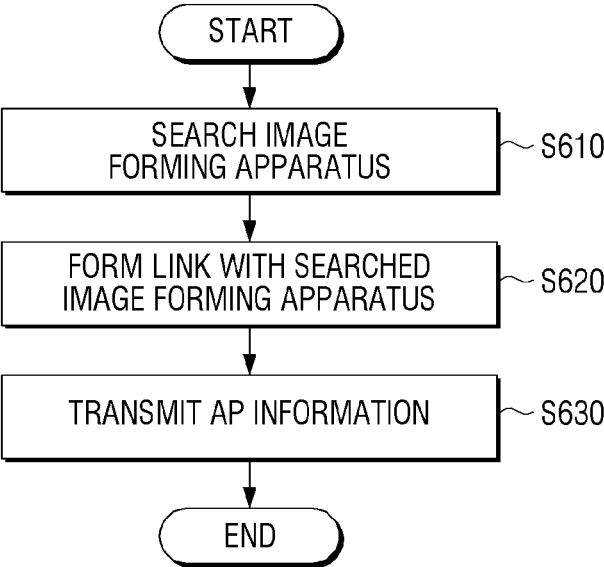 START
SEARCH IMAGE
FORMING APPARATUS
S610
FORM LINK WITH SEARCHED
IMAGE FORMING APPARATUS
S620
TRANSMIT AP INFORMATION
S630
END